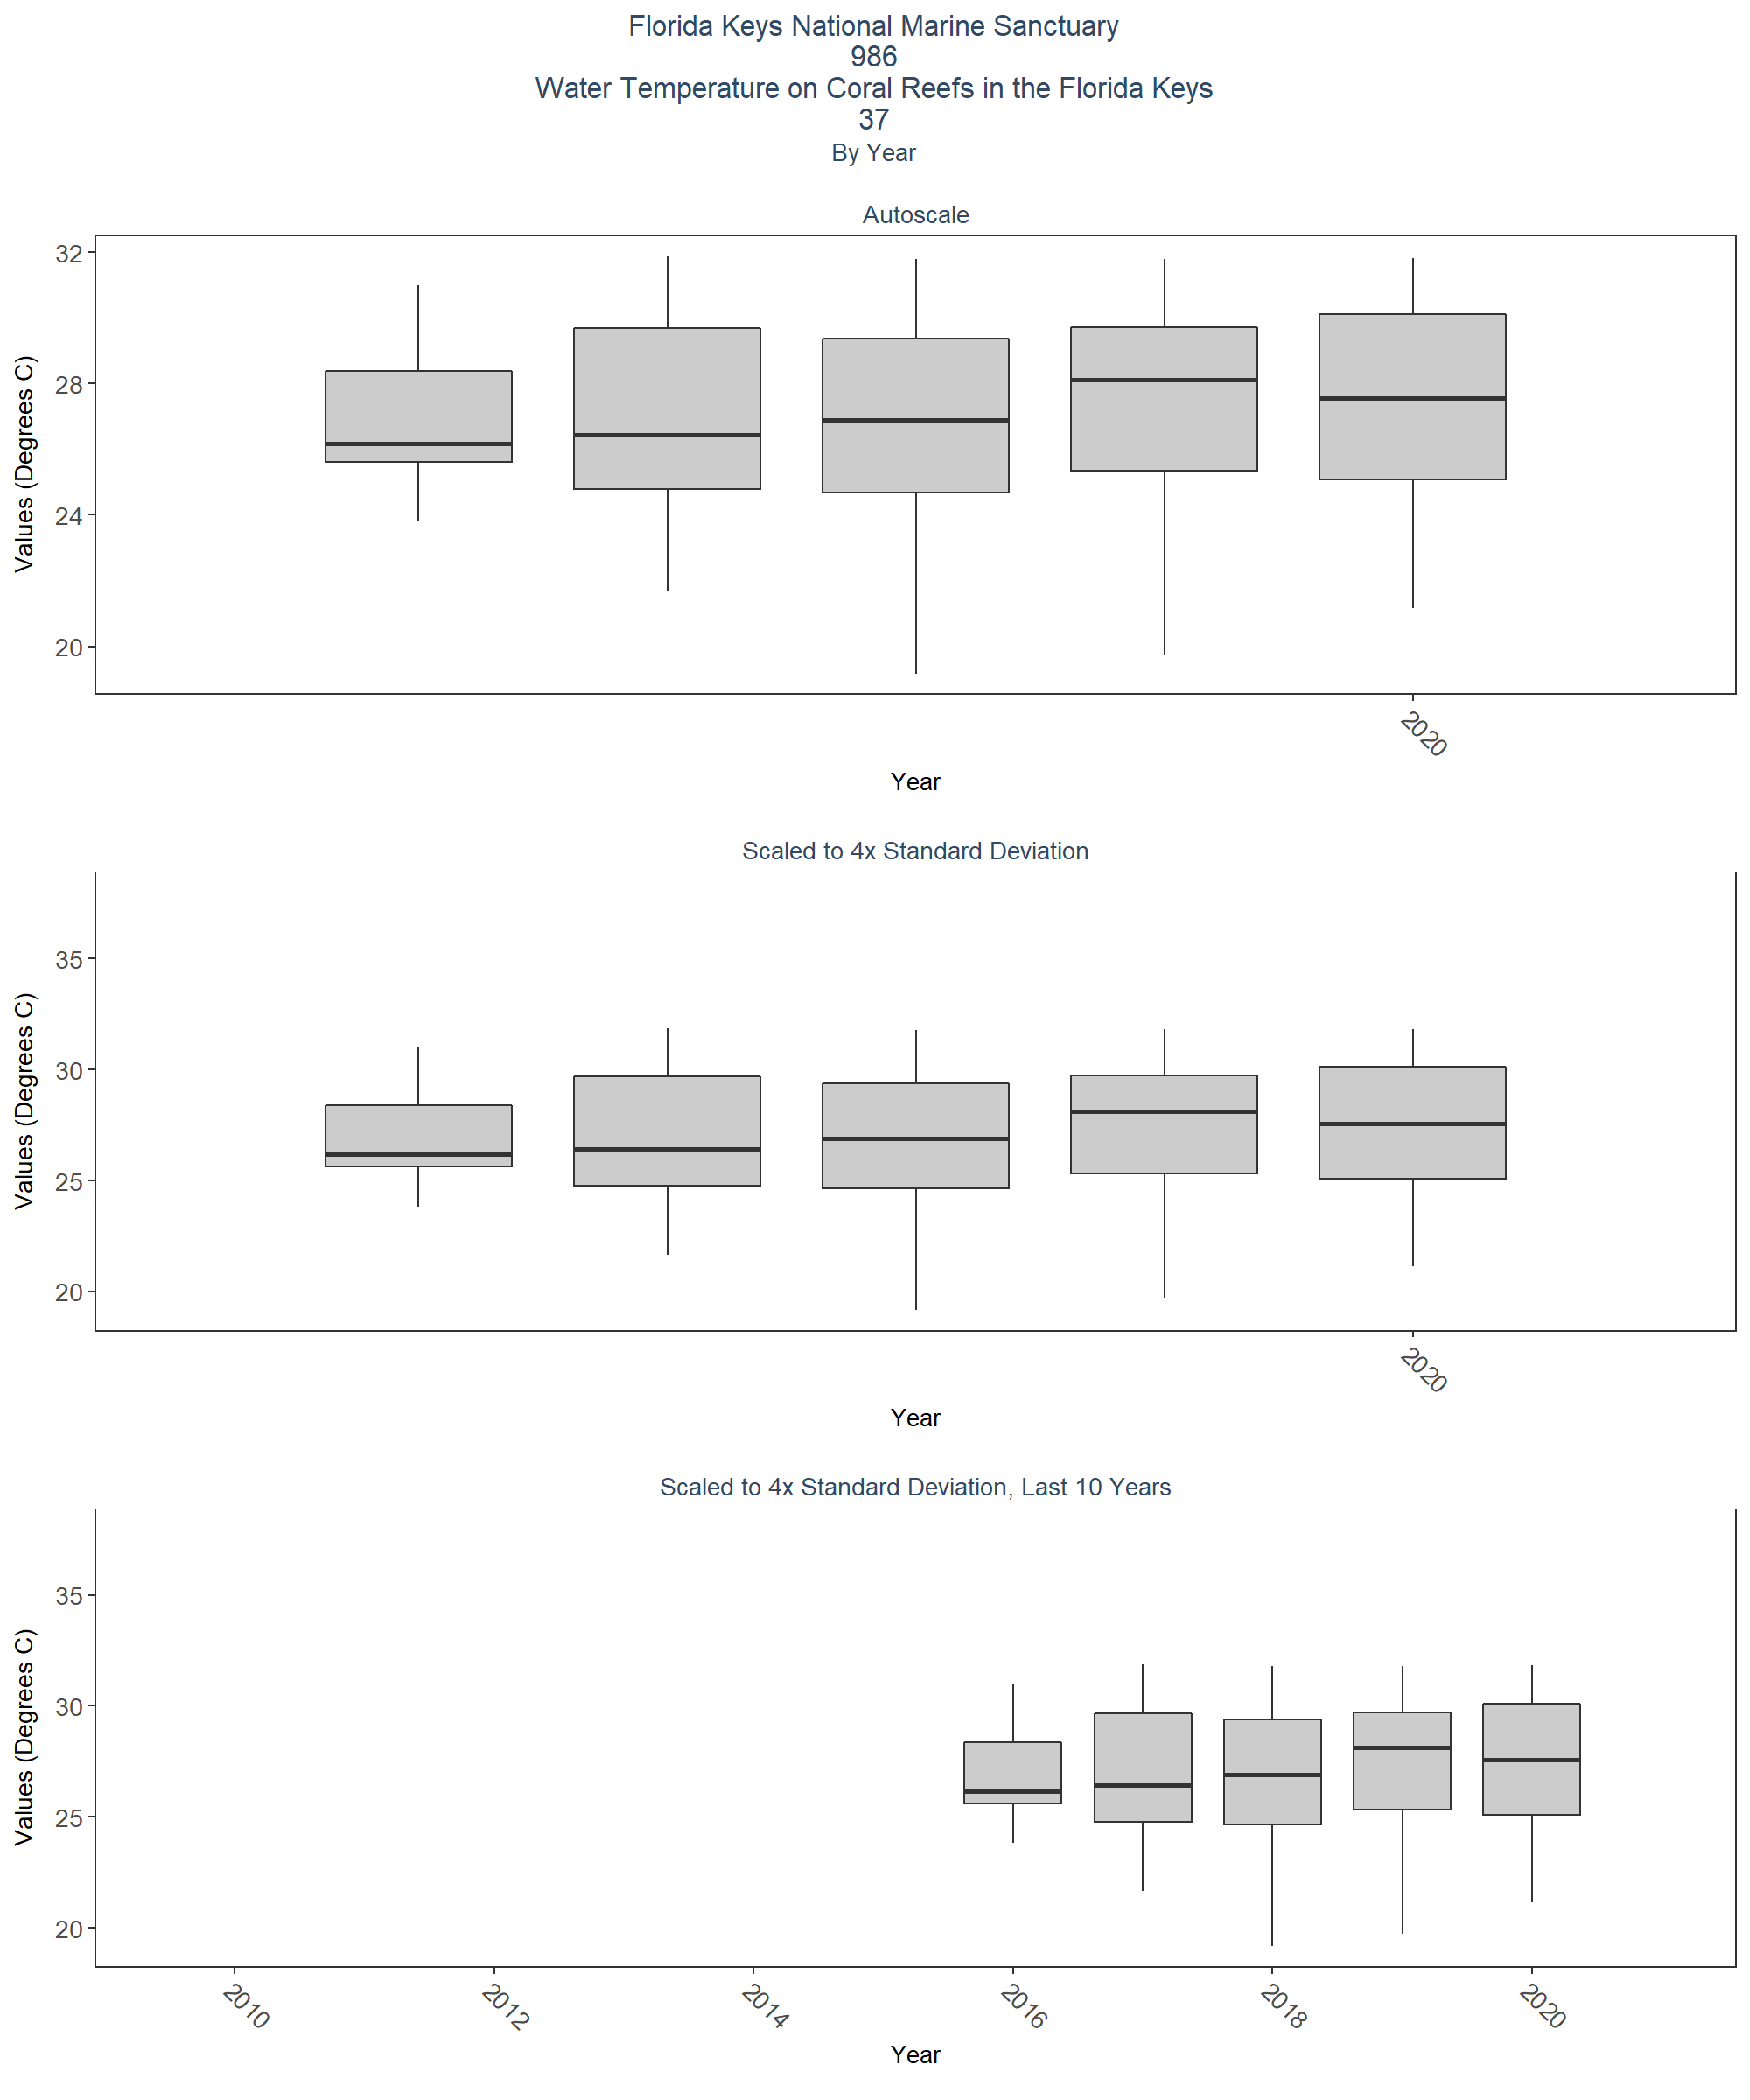 Florida Keys National Marine Sanctuary
986
Water Temperature on Coral Reefs in the Florida Keys
37
By Year
Autoscale
Values (Degrees C)
32
28
24
20
2020
Year
Scaled to 4x Standard Deviation
Values (Degrees C)
35
30
25
20
2020
Year
Scaled to 4x Standard Deviation, Last 10 Years
Values (Degrees C)
35
30
25
20
2010
2012
2014
2016
2018
2020
Year